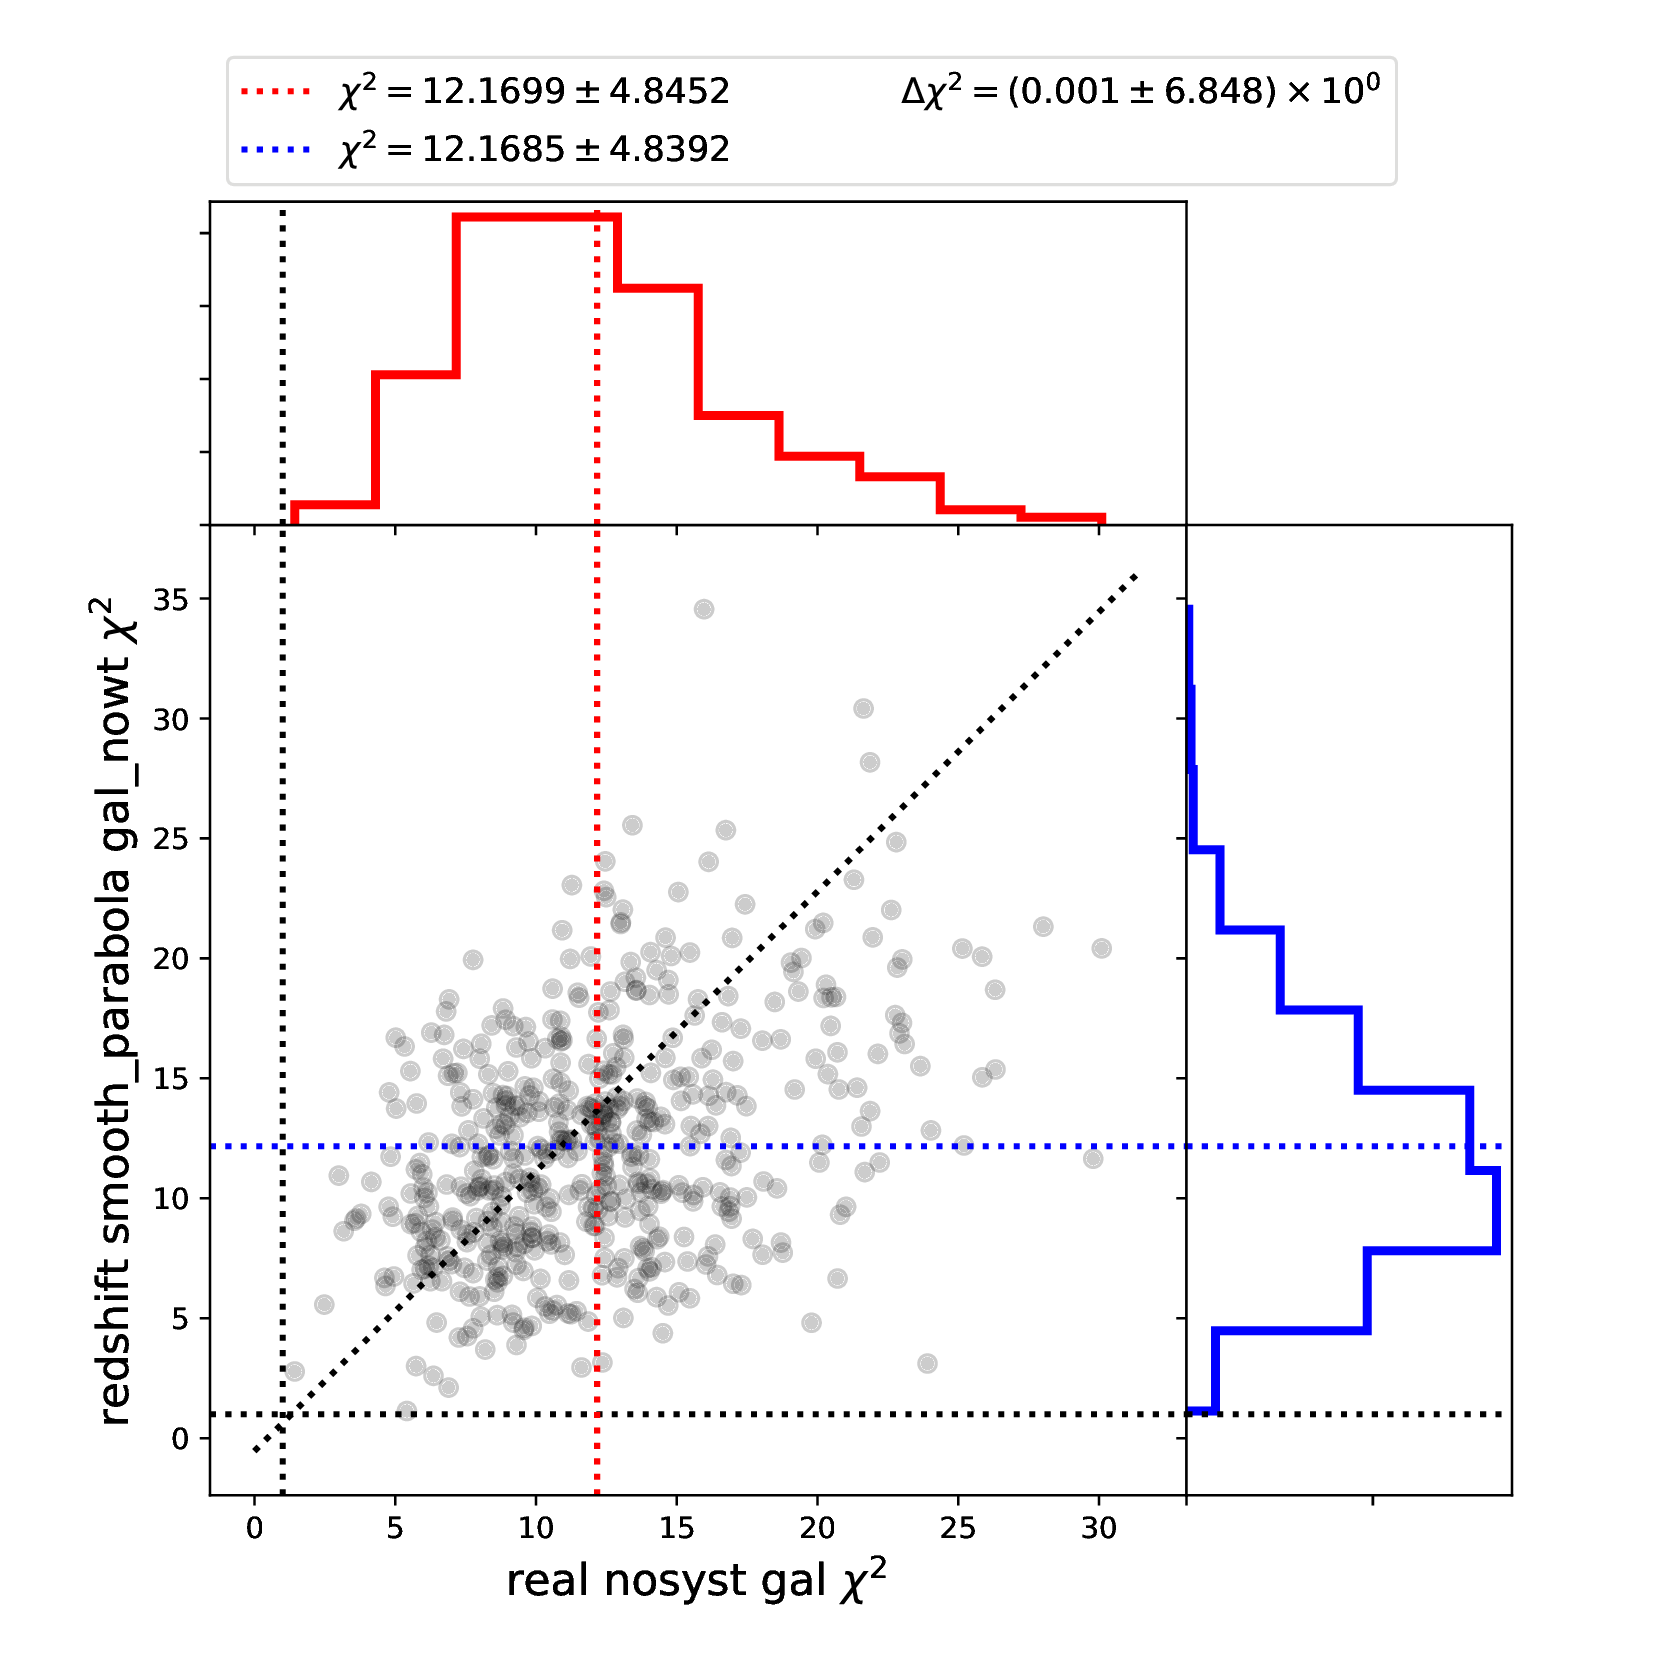 χ² = 12.1699 ± 4.8452
χ² = 12.1685 ± 4.8392
Δχ² = (0.001 ± 6.848) × 10⁰
redshift smooth_parabola gal_nowt χ²
35
30
25
20
15
10
5
0
0 5 10 15 20 25 30
real nosyst gal χ²